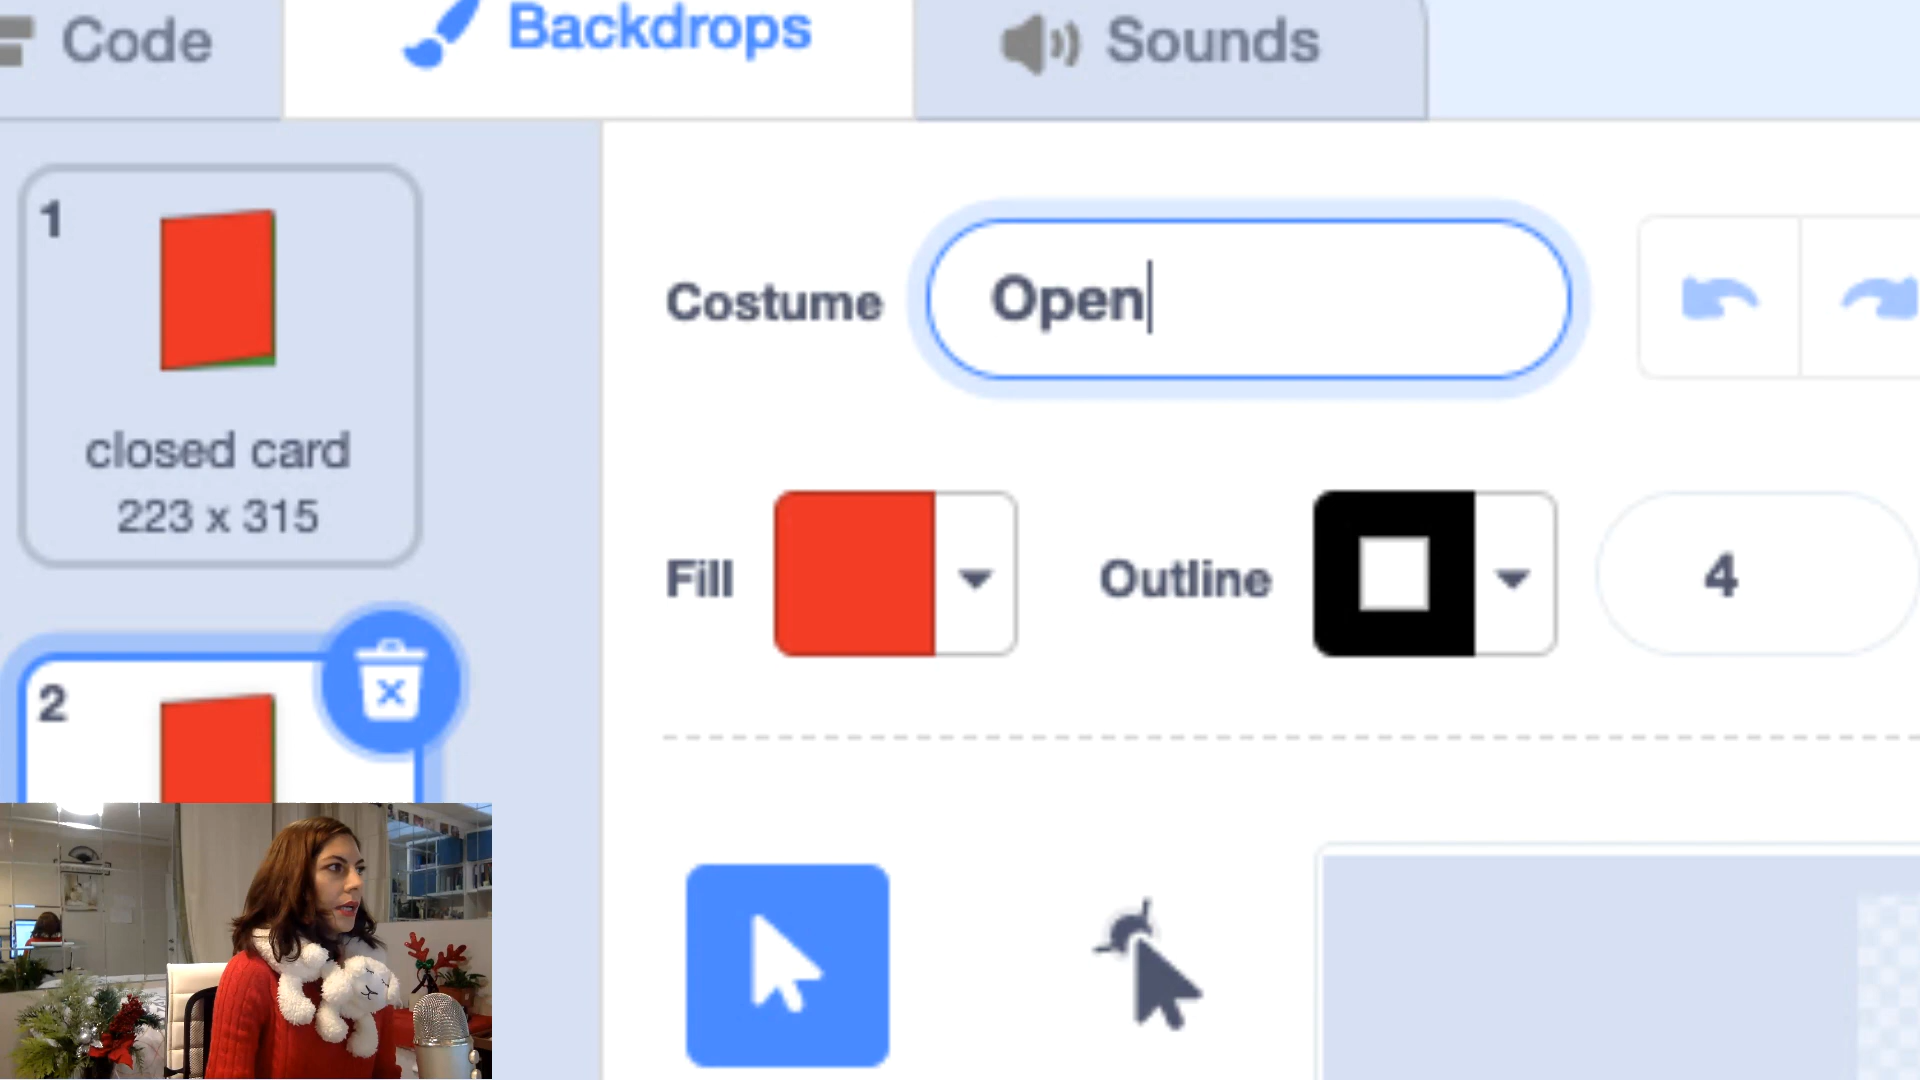 Code
Backdrops
Sounds
1
closed card
223 x 315
2
Costume
Open
Fill
Outline
4